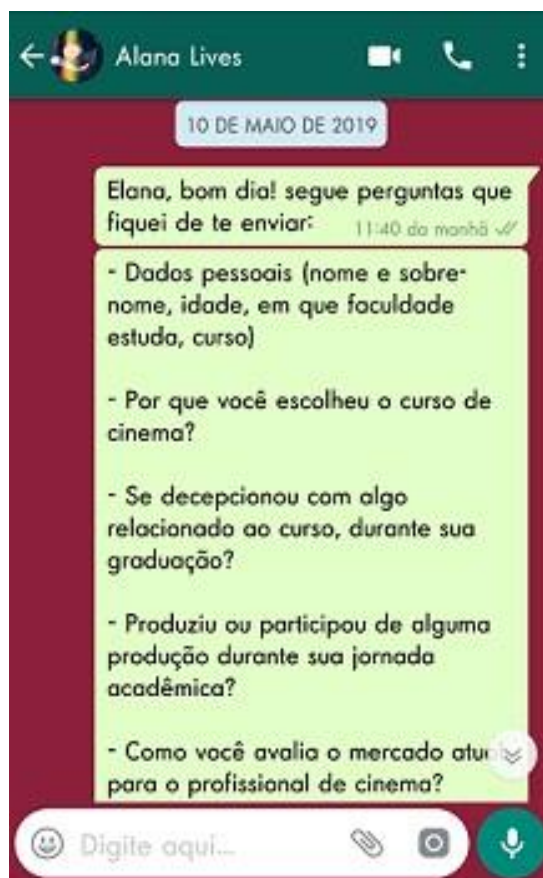 Alana Lives
10 DE MAIO DE 2019
Elana, bom dia! segue perguntas que
fiquei de te enviar:
11:40 da manhã
- Dados pessoais (nome e sobre-
nome, idade, em que faculdade
estuda, curso)
- Por que você escolheu o curso de
cinema?
- Se decepcionou com algo
relacionado ao curso, durante sua
graduação?
- Produziu ou participou de alguma
produção durante sua jornada
acadêmica?
- Como você avalia o mercado atua
para o profissional de cinema?
Digite aqui...